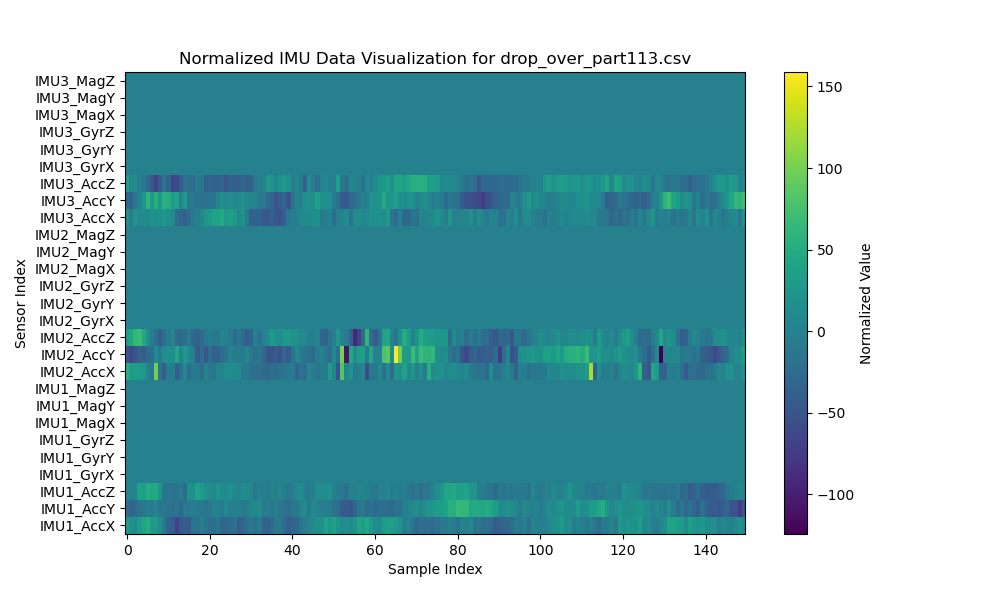 Normalized IMU Data Visualization for drop_over_part113.csv
IMU3_MagZ
IMU3_MagY
IMU3_MagX
IMU3_GyrZ
IMU3_GyrY
IMU3_GyrX
IMU3_AccZ
IMU3_AccY
IMU3_AccX
IMU2_MagZ
IMU2_MagY
IMU2_MagX
IMU2_GyrZ
IMU2_GyrY
IMU2_GyrX
IMU2_AccZ
IMU2_AccY
IMU2_AccX
IMU1_MagZ
IMU1_MagY
IMU1_MagX
IMU1_GyrZ
IMU1_GyrY
IMU1_GyrX
IMU1_AccZ
IMU1_AccY
IMU1_AccX
Sensor Index
0 20 40 60 80 100 120 140
Sample Index
150
100
50
0
−50
−100
Normalized Value